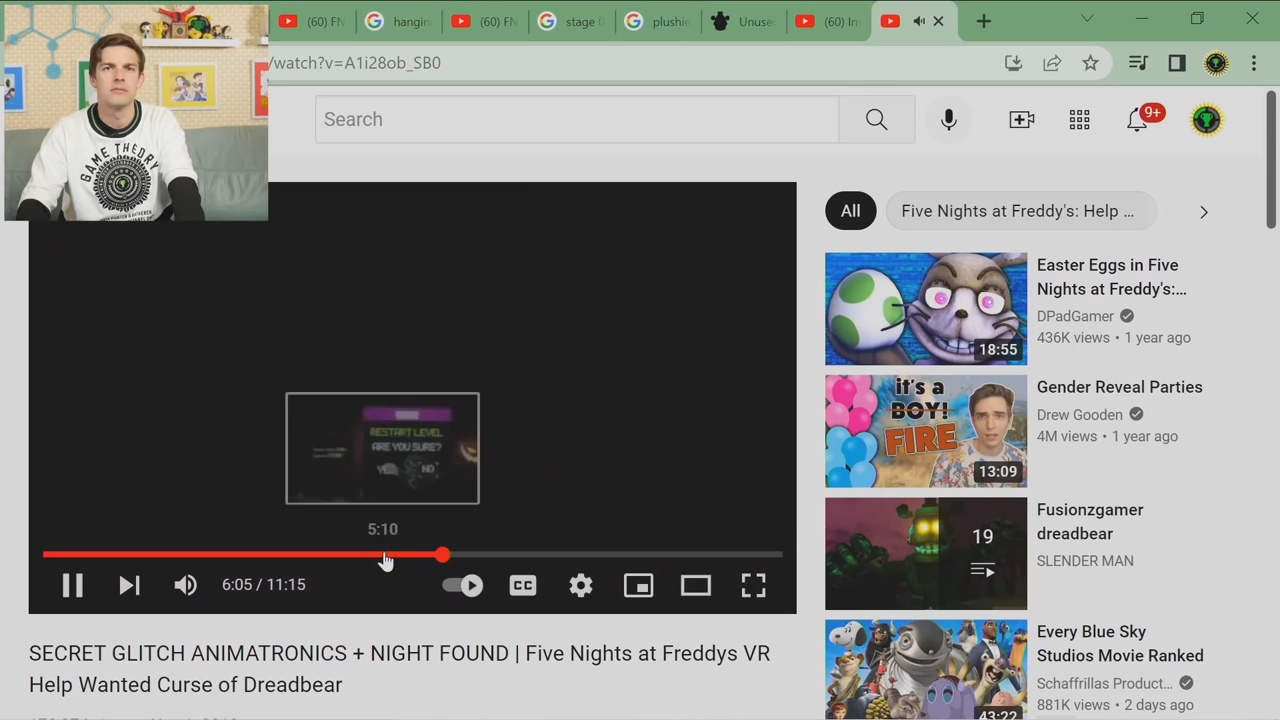 (60) FN
hangin
(60) FN
stage 0
plushie
Unuse
(60) In
/watch?v=A1i28ob_SB0
GAME THEORY
Search
9+
All
Five Nights at Freddy's: Help ...
Easter Eggs in Five
Nights at Freddy's:...
DPadGamer
436K views • 1 year ago
18:55
it's a
BOY!
FIRE
13:09
Gender Reveal Parties
Drew Gooden
4M views • 1 year ago
RESTART LEVEL
ARE YOU SURE?
YES
NO
5:10
6:05 / 11:15
CC
19
Fusionzgamer
dreadbear
SLENDER MAN
SECRET GLITCH ANIMATRONICS + NIGHT FOUND | Five Nights at Freddys VR
Help Wanted Curse of Dreadbear
Every Blue Sky
Studios Movie Ranked
Schaffrillas Product...
881K views • 2 days ago
43:22